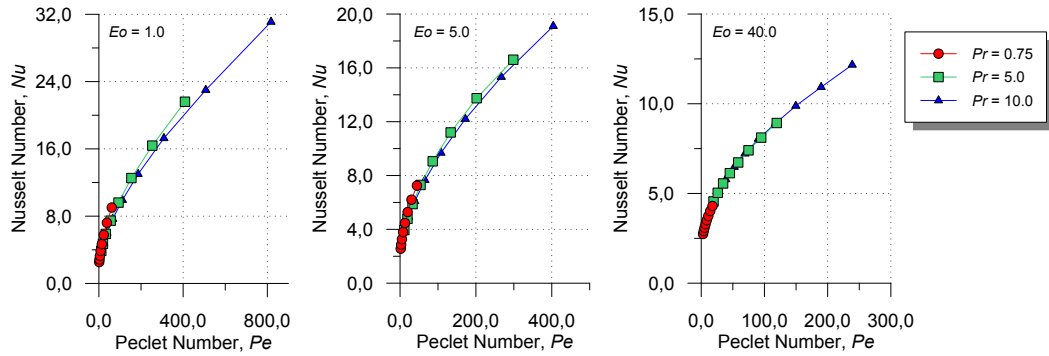 32,0
24,0
16,0
8,0
0,0
Nusselt Number, Nu
Eo = 1.0
0,0 400,0 800,0
Peclet Number, Pe
20,0
16,0
12,0
8,0
4,0
0,0
Nusselt Number, Nu
Eo = 5.0
0,0 200,0 400,0
Peclet Number, Pe
15,0
10,0
5,0
0,0
Nusselt Number, Nu
Eo = 40.0
0,0 100,0 200,0 300,0
Peclet Number, Pe
Pr = 0.75
Pr = 5.0
Pr = 10.0